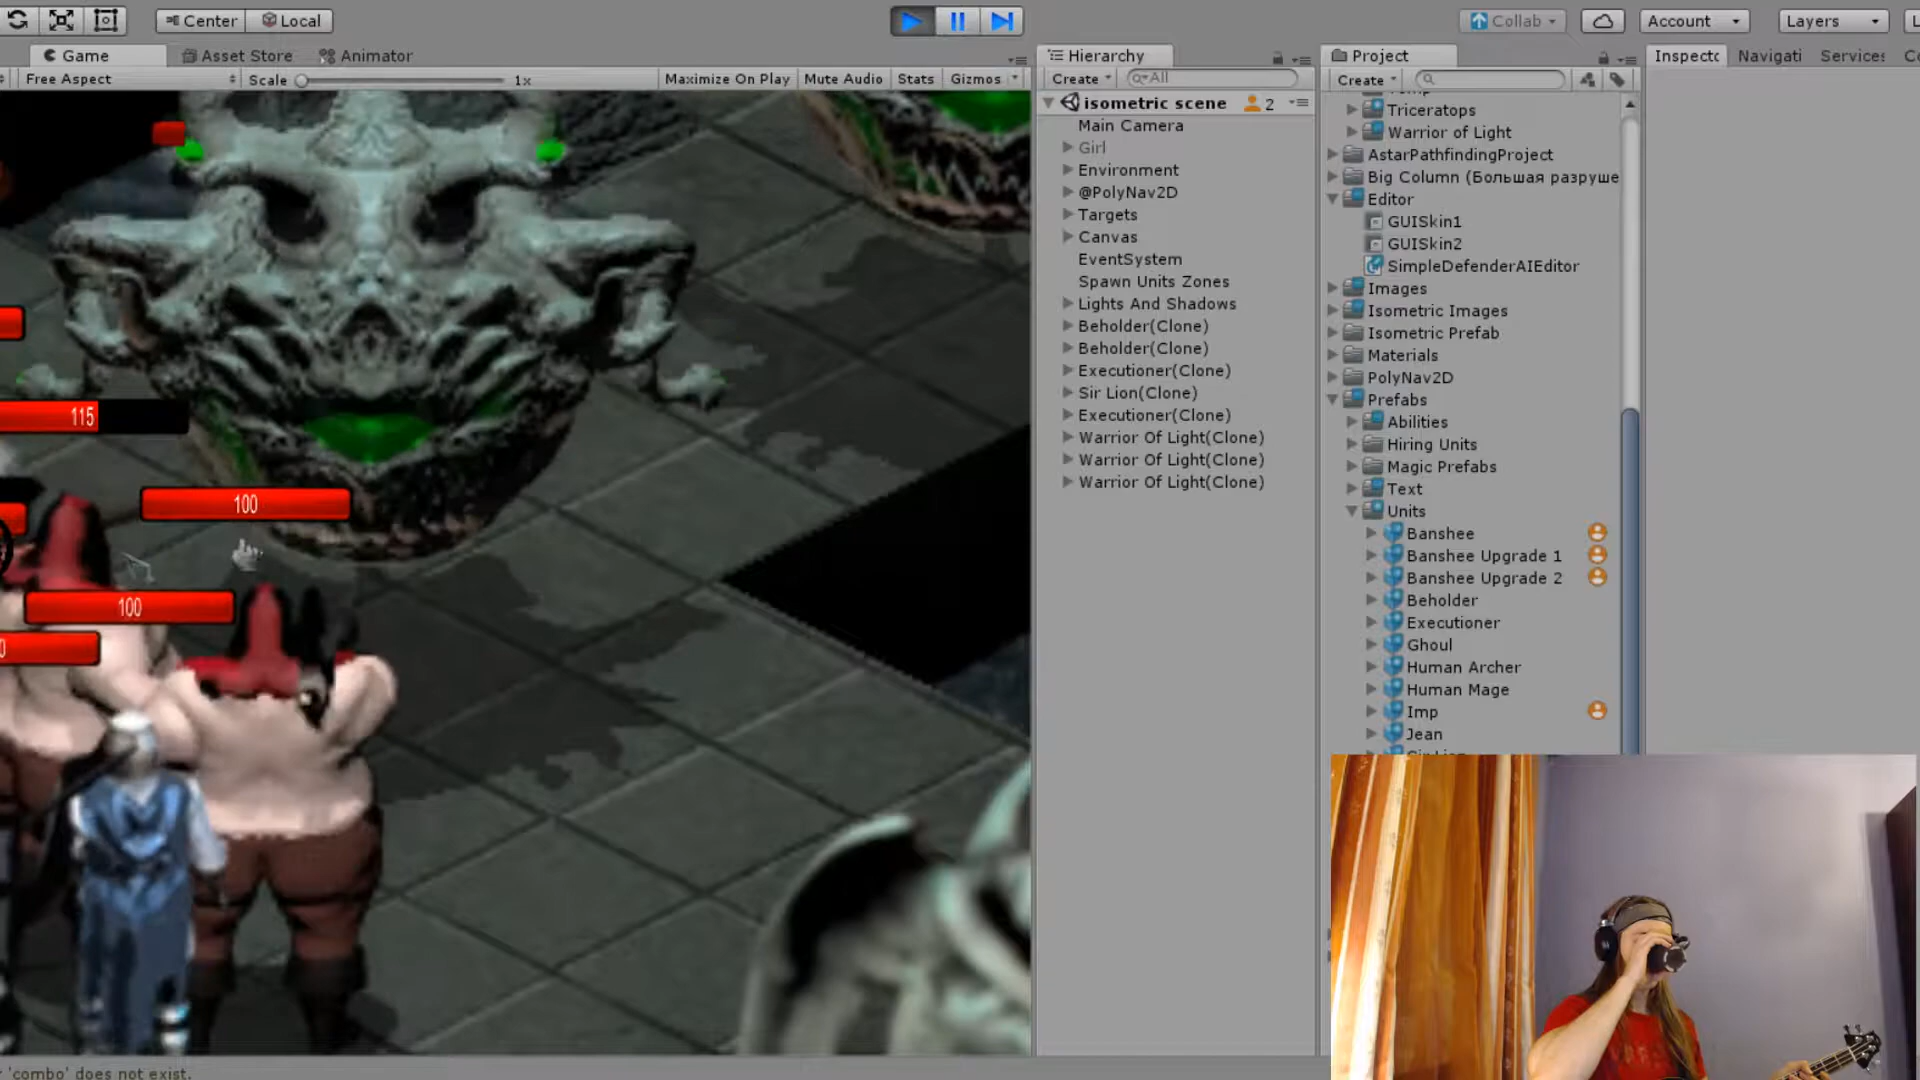 Center Local
Collab Account Layers
Game Asset Store Animator
Free Aspect Scale 1x Maximize On Play Mute Audio Stats Gizmos
115
100
100
'combo' does not exist.
Hierarchy
Create All
isometric scene 2
Main Camera
Girl
Environment
@PolyNav2D
Targets
Canvas
EventSystem
Spawn Units Zones
Lights And Shadows
Beholder(Clone)
Beholder(Clone)
Executioner(Clone)
Sir Lion(Clone)
Executioner(Clone)
Warrior Of Light(Clone)
Warrior Of Light(Clone)
Warrior Of Light(Clone)
Project
Create
Triceratops
Warrior of Light
AstarPathfindingProject
Big Column (Большая разруше
Editor
GUISkin1
GUISkin2
SimpleDefenderAIEditor
Images
Isometric Images
Isometric Prefab
Materials
PolyNav2D
Prefabs
Abilities
Hiring Units
Magic Prefabs
Text
Units
Banshee
Banshee Upgrade 1
Banshee Upgrade 2
Beholder
Executioner
Ghoul
Human Archer
Human Mage
Imp
Jean
Inspectc Navigati Services